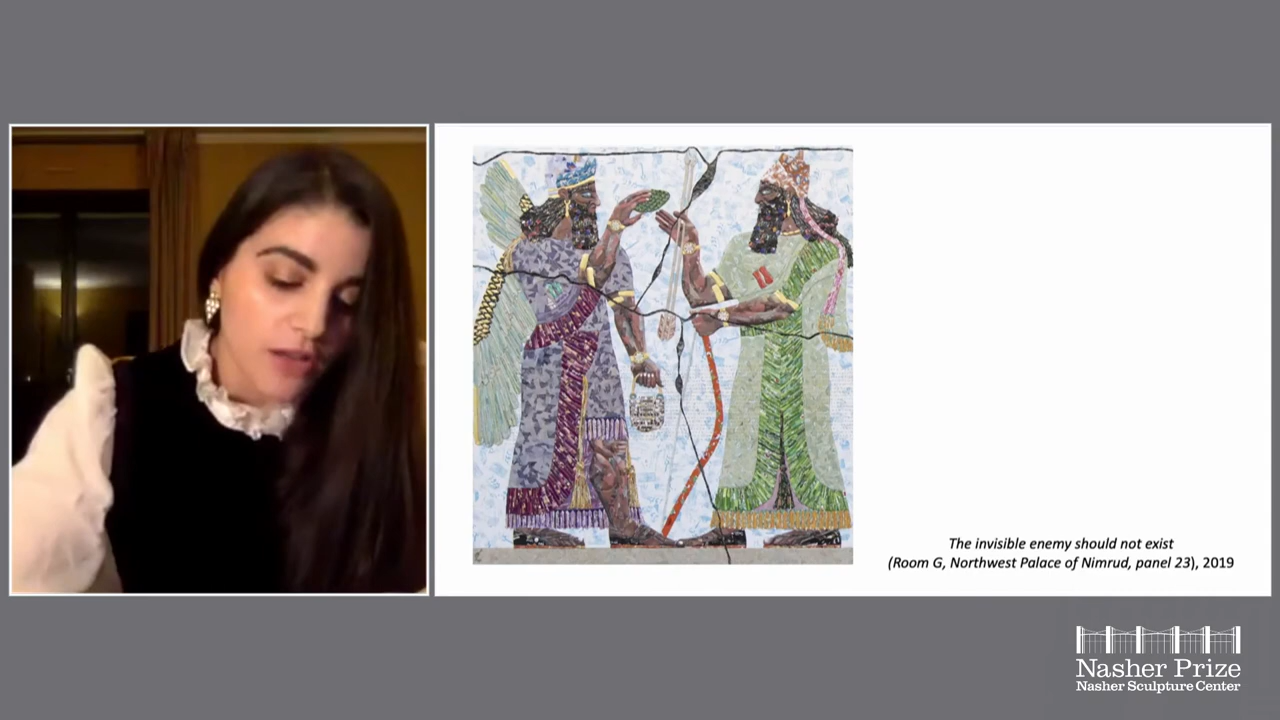 The invisible enemy should not exist
(Room G, Northwest Palace of Nimrud, panel 23), 2019
Nasher Prize
Nasher Sculpture Center